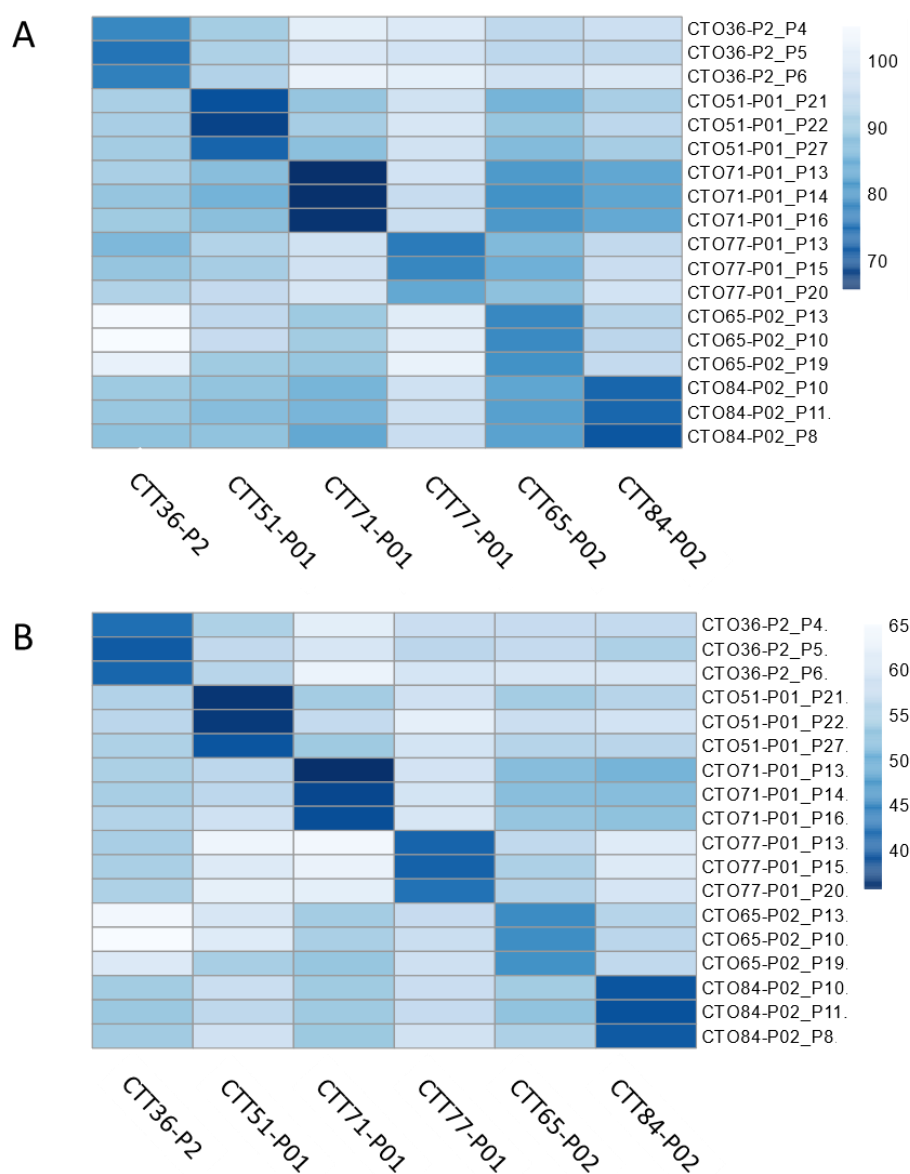 A
CTO36-P2_P4
CTO36-P2_P5
CTO36-P2_P6
CTO51-P01_P21
CTO51-P01_P22
CTO51-P01_P27
CTO71-P01_P13
CTO71-P01_P14
CTO71-P01_P16
CTO77-P01_P13
CTO77-P01_P15
CTO77-P01_P20
CTO65-P02_P13
CTO65-P02_P10
CTO65-P02_P19
CTO84-P02_P10
CTO84-P02_P11.
CTO84-P02_P8
100
90
80
70
CTT36-P2
CTT51-P01
CTT71-P01
CTT77-P01
CTT65-P02
CTT84-P02
B
CTO36-P2_P4.
CTO36-P2_P5.
CTO36-P2_P6.
CTO51-P01_P21.
CTO51-P01_P22.
CTO51-P01_P27.
CTO71-P01_P13.
CTO71-P01_P14.
CTO71-P01_P16.
CTO77-P01_P13.
CTO77-P01_P15.
CTO77-P01_P20.
CTO65-P02_P13.
CTO65-P02_P10.
CTO65-P02_P19.
CTO84-P02_P10.
CTO84-P02_P11.
CTO84-P02_P8.
65
60
55
50
45
40
CTT36-P2
CTT51-P01
CTT71-P01
CTT77-P01
CTT65-P02
CTT84-P02